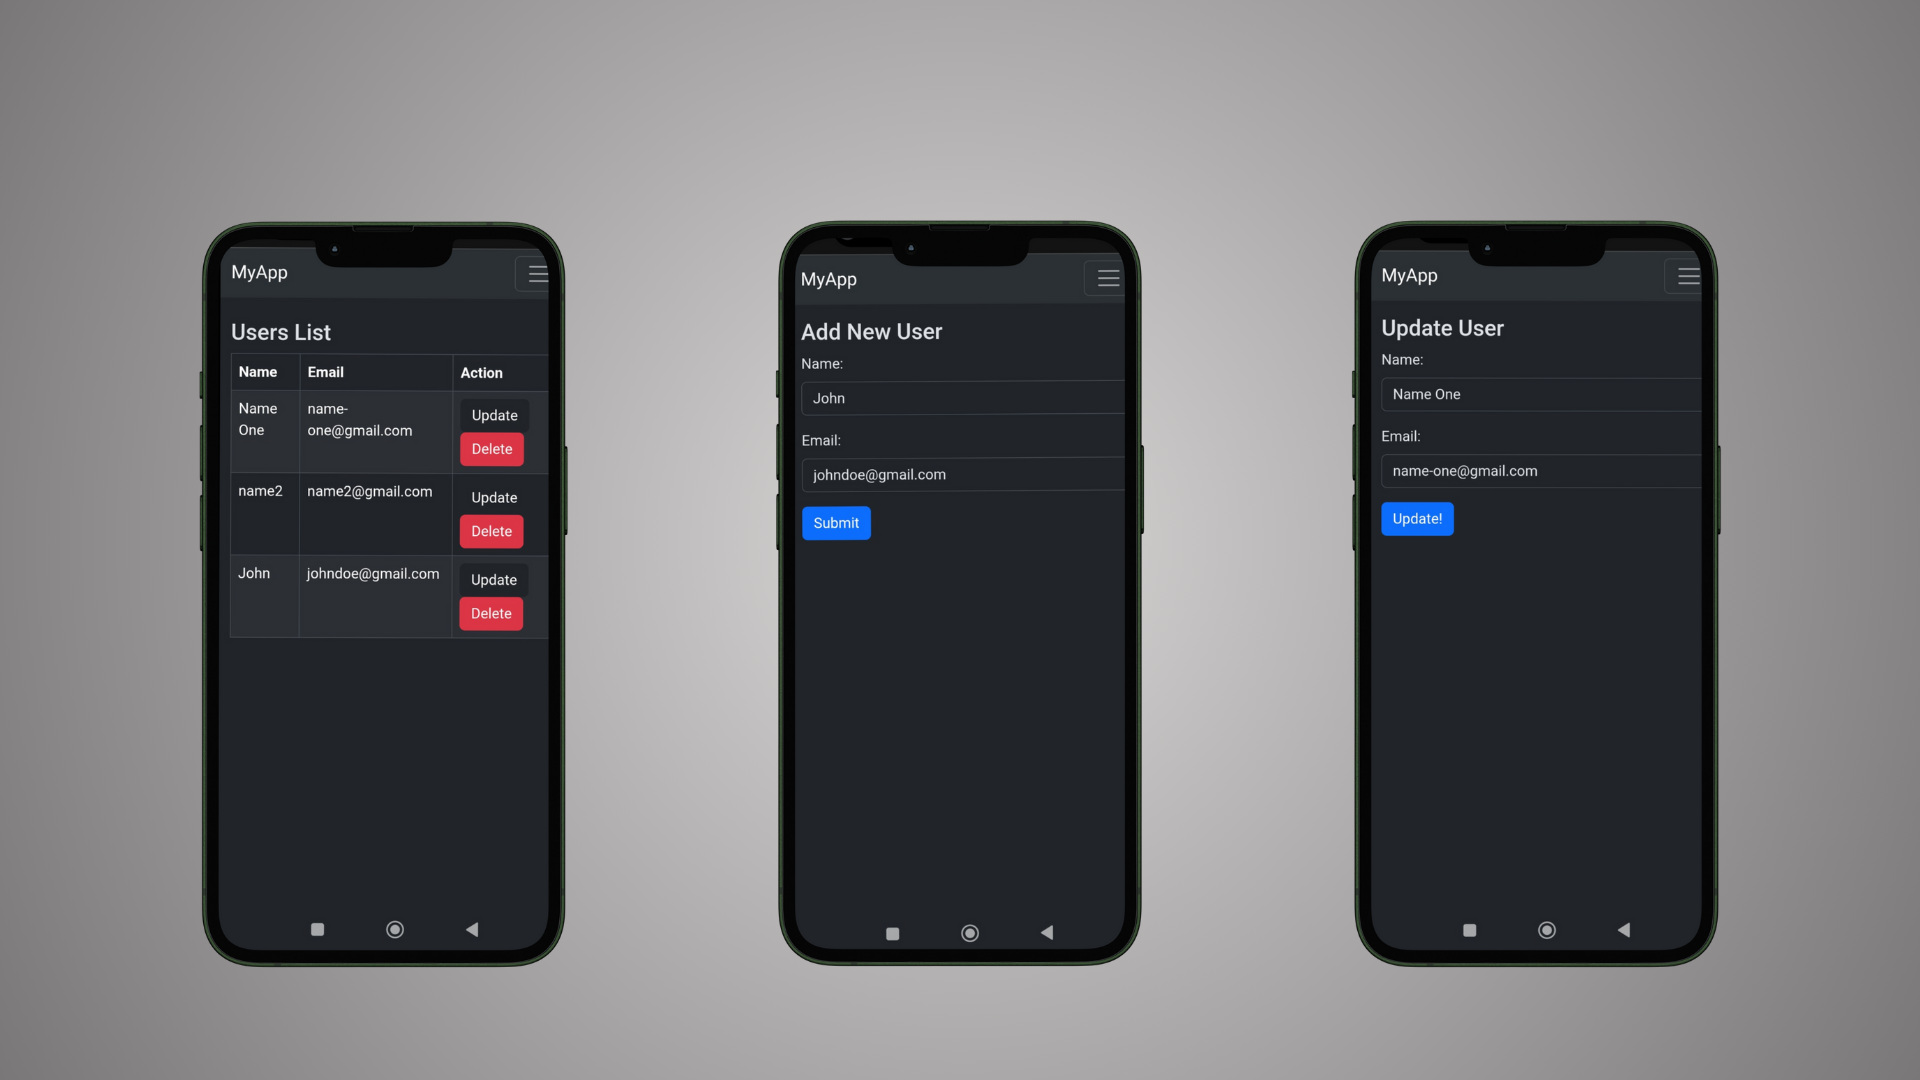 MyApp
Users List
Name Email Action
Name One name-one@gmail.com Update Delete
name2 name2@gmail.com Update Delete
John johndoe@gmail.com Update Delete
MyApp
Add New User
Name:
John
Email:
johndoe@gmail.com
Submit
MyApp
Update User
Name:
Name One
Email:
name-one@gmail.com
Update!